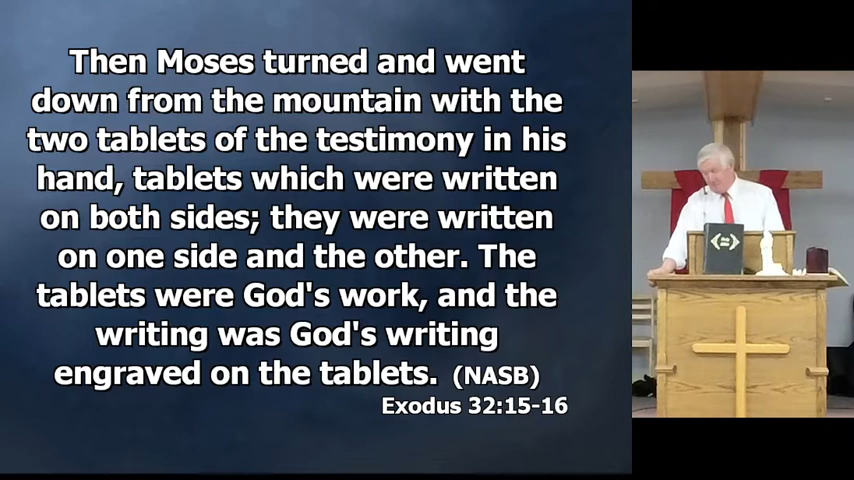 Then Moses turned and went
down from the mountain with the
two tablets of the testimony in his
hand, tablets which were written
on both sides; they were written
on one side and the other. The
tablets were God's work, and the
writing was God's writing
engraved on the tablets. (NASB)
Exodus 32:15-16